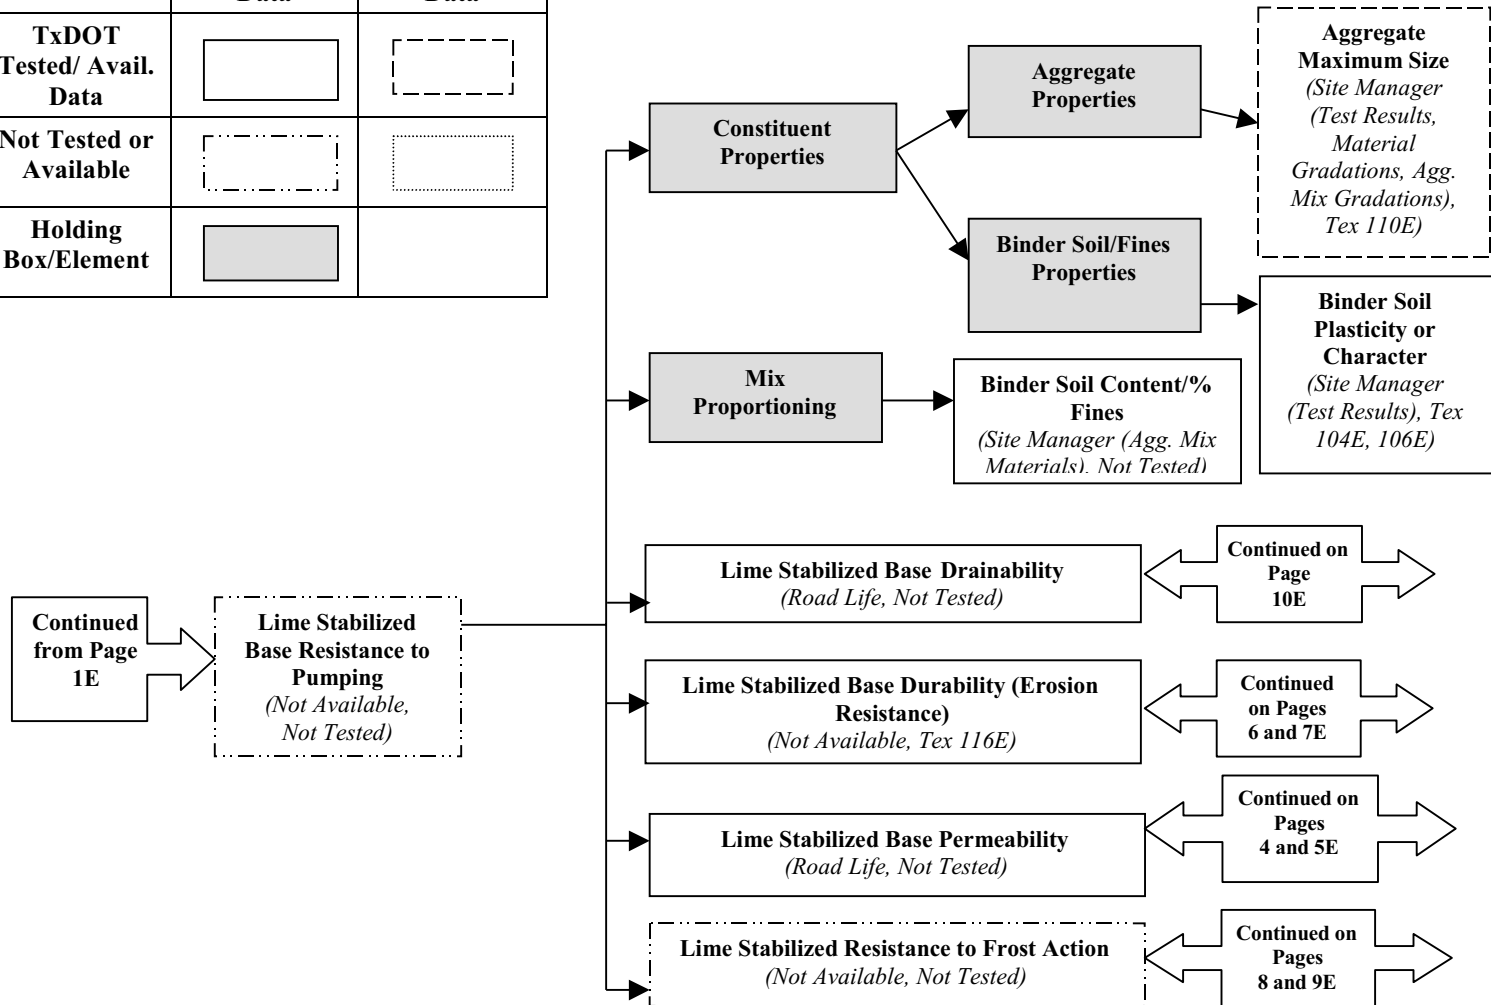 Data
Data
TxDOT
Tested/ Avail.
Data
Not Tested or
Available
Holding
Box/Element
Constituent
Properties
Aggregate
Properties
Aggregate
Maximum Size
(Site Manager
(Test Results,
Material
Gradations, Agg.
Mix Gradations),
Tex 110E)
Binder Soil/Fines
Properties
Binder Soil
Plasticity or
Character
(Site Manager
(Test Results), Tex
104E, 106E)
Mix
Proportioning
Binder Soil Content/%
Fines
(Site Manager (Agg. Mix
Materials), Not Tested)
Continued
from Page
1E
Lime Stabilized
Base Resistance to
Pumping
(Not Available,
Not Tested)
Lime Stabilized Base Drainability
(Road Life, Not Tested)
Continued on
Page
10E
Lime Stabilized Base Durability (Erosion
Resistance)
(Not Available, Tex 116E)
Continued
on Pages
6 and 7E
Lime Stabilized Base Permeability
(Road Life, Not Tested)
Continued on
Pages
4 and 5E
Lime Stabilized Resistance to Frost Action
(Not Available, Not Tested)
Continued on
Pages
8 and 9E